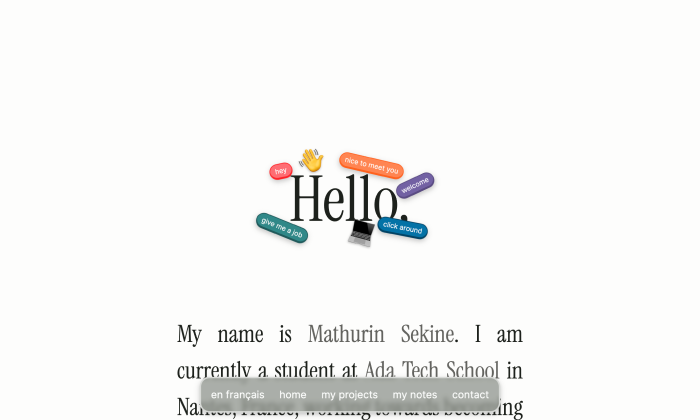 hey
nice to meet you
welcome
Hello.
give me a job
click around
My name is Mathurin Sekine. I am
currently a student at Ada Tech School in
Nantes, France, working towards becoming
en français home my projects my notes contact